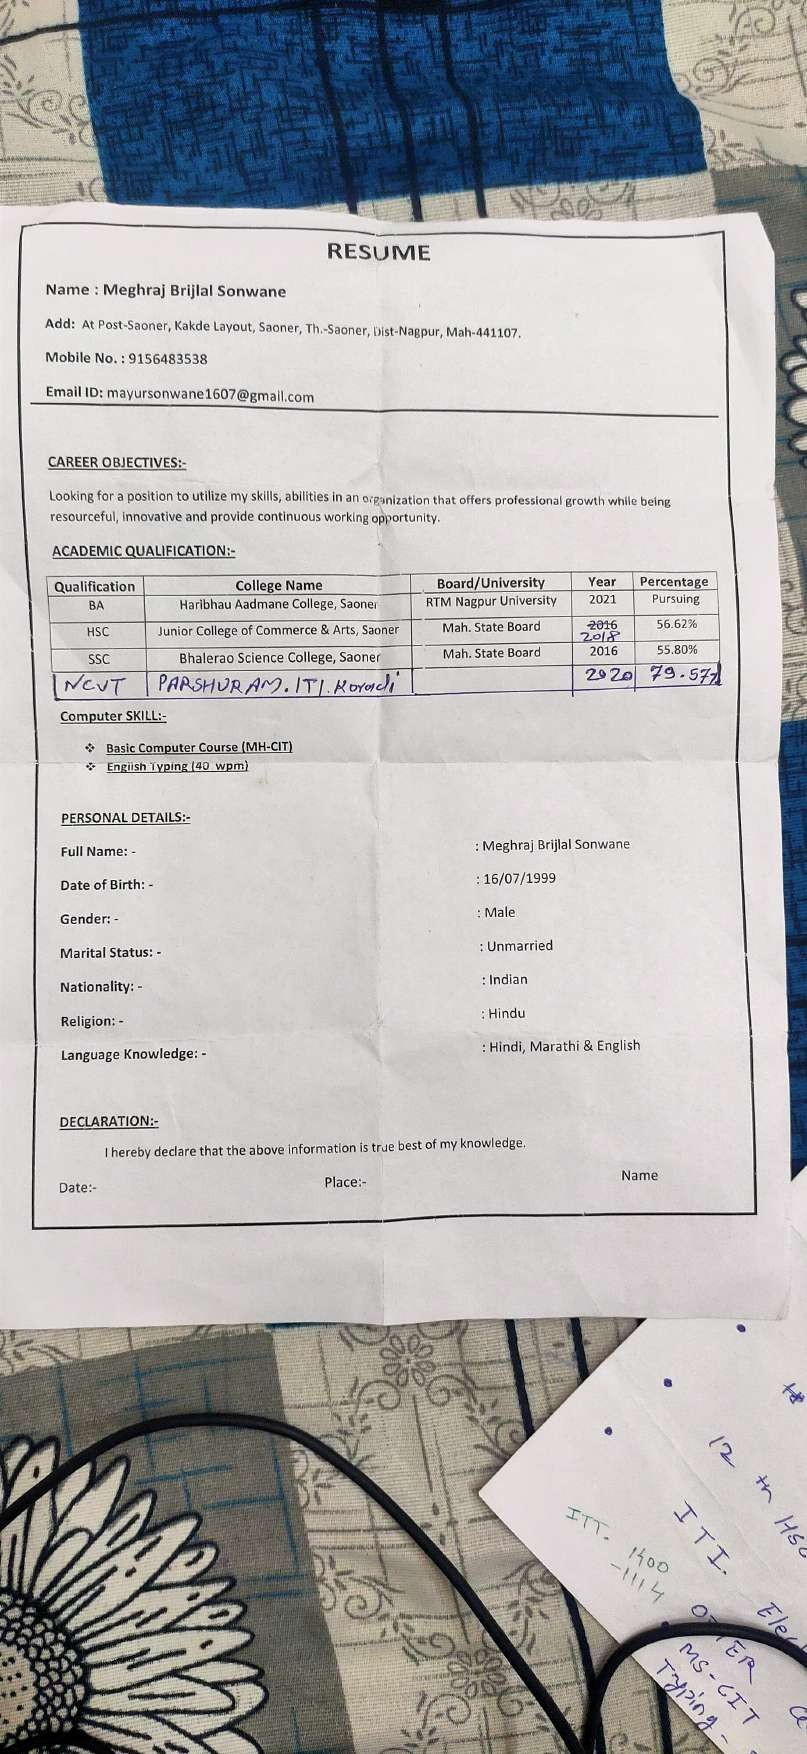 RESUME
Name : Meghraj Brijlal Sonwane
Add: At Post-Saoner, Kakde Layout, Saoner, Th.-Saoner, Dist-Nagpur, Mah-441107.
Mobile No. : 9156483538
Email ID: mayursonwane1607@gmail.com
CAREER OBJECTIVES:-
Looking for a position to utilize my skills, abilities in an organization that offers professional growth while being
resourceful, innovative and provide continuous working opportunity.
ACADEMIC QUALIFICATION:-
Qualification College Name Board/University Year Percentage
BA Haribhau Aadmane College, Saoner RTM Nagpur University 2021 Pursuing
HSC Junior College of Commerce & Arts, Saoner Mah. State Board 2016 56.62%
2018
SSC Bhalerao Science College, Saoner Mah. State Board 2016 55.80%
NCVT PARSHURAM. ITI. Koradi 2020 79.57%
Computer SKILL:-
❖ Basic Computer Course (MH-CIT)
❖ English Typing (40 wpm)
PERSONAL DETAILS:-
Full Name: - : Meghraj Brijlal Sonwane
Date of Birth: - : 16/07/1999
Gender: - : Male
Marital Status: - : Unmarried
Nationality: - : Indian
Religion: - : Hindu
Language Knowledge: - : Hindi, Marathi & English
DECLARATION:-
I hereby declare that the above information is true best of my knowledge.
Date:- Place:- Name
12 th HSC
ITI. Elec
ITI. 1400
-1114
OTHER
MS-CIT
Typing -